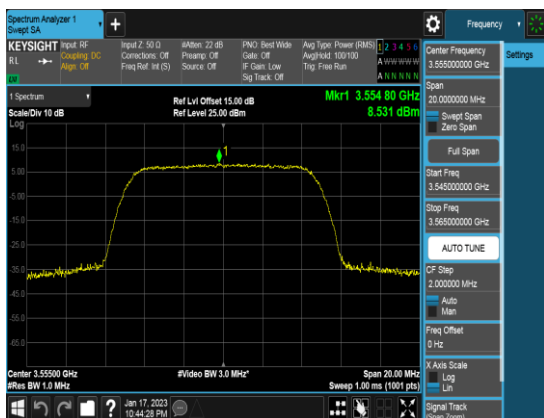 Spectrum Analyzer 1
Swept SA
+
Frequency
KEYSIGHT
Input: RF
Coupling: DC
Align: Off
Input Z: 50 Ω
Corrections: Off
Freq Ref: Int (S)
#Atten: 22 dB
Preamp: Off
Source: Off
PNO: Best Wide
Gate: Off
IF Gain: Low
Sig Track: Off
Avg Type: Power (RMS)
Avg|Hold: 100/100
Trig: Free Run
1 2 3 4 5 6
A W W W W W
A N N N N N
R L
Center Frequency
3.555000000 GHz
Settings
Span
20.0000000 MHz
Swept Span
Zero Span
Full Span
Start Freq
3.545000000 GHz
Stop Freq
3.565000000 GHz
AUTO TUNE
CF Step
2.000000 MHz
Auto
Man
Freq Offset
0 Hz
X Axis Scale
Log
Lin
Signal Track
(Span Zoom)
1 Spectrum
Scale/Div 10 dB
Log
Ref Lvl Offset 15.00 dB
Ref Level 25.00 dBm
Mkr1 3.554 80 GHz
8.531 dBm
1
15.0
5.00
-5.00
-15.0
-25.0
-35.0
-45.0
-55.0
-65.0
Center 3.55500 GHz
#Res BW 1.0 MHz
#Video BW 3.0 MHz*
Span 20.00 MHz
Sweep 1.00 ms (1001 pts)
?
Jan 17, 2023
10:44:28 PM